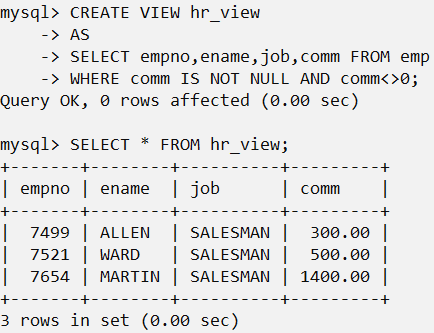 mysql> CREATE VIEW hr_view
    -> AS
    -> SELECT empno,ename,job,comm FROM emp
    -> WHERE comm IS NOT NULL AND comm<>0;
Query OK, 0 rows affected (0.00 sec)

mysql> SELECT * FROM hr_view;
+-------+--------+----------+---------+
| empno | ename  | job      | comm    |
+-------+--------+----------+---------+
|  7499 | ALLEN  | SALESMAN |  300.00 |
|  7521 | WARD   | SALESMAN |  500.00 |
|  7654 | MARTIN | SALESMAN | 1400.00 |
+-------+--------+----------+---------+
3 rows in set (0.00 sec)